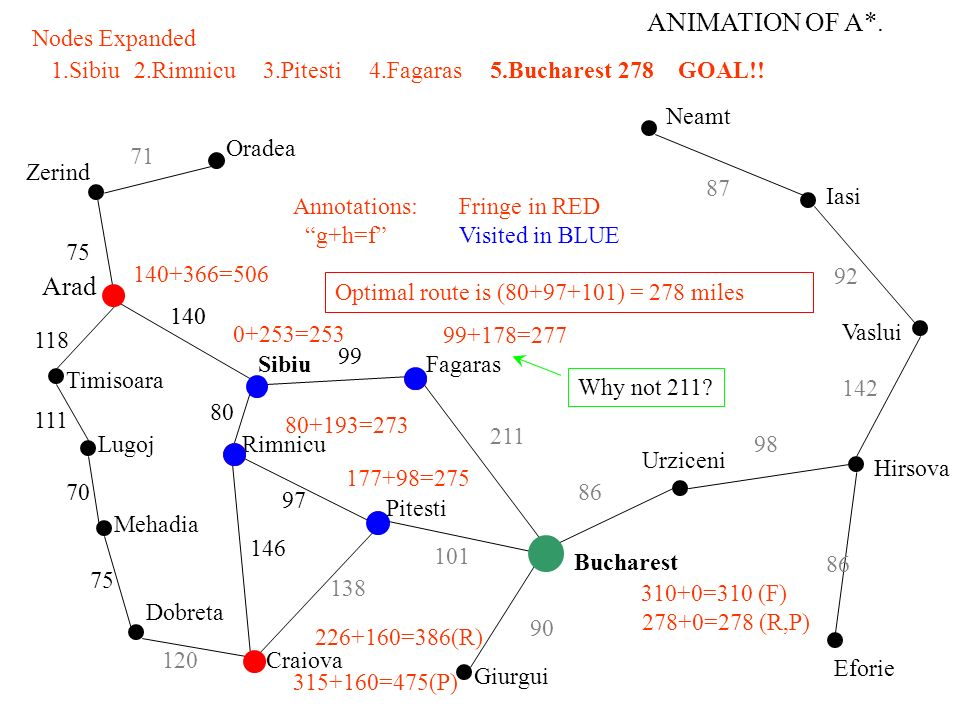 ANIMATION OF A*.
Nodes Expanded
1.Sibiu 2.Rimnicu 3.Pitesti 4.Fagaras 5.Bucharest 278 GOAL!!
Neamt
Oradea
71
Zerind
87
Iasi
Annotations: Fringe in RED
“g+h=f” Visited in BLUE
75
140+366=506
92
Arad
Optimal route is (80+97+101) = 278 miles
140
0+253=253
99+178=277
Vaslui
118
99
Sibiu
Fagaras
Timisoara
Why not 211?
142
80
111
80+193=273
211
Lugoj
Rimnicu
98
Urziceni
Hirsova
177+98=275
70
86
97
Pitesti
Mehadia
146
101
Bucharest
86
75
138
310+0=310 (F)
Dobreta
278+0=278 (R,P)
90
226+160=386(R)
120
Craiova
Eforie
Giurgui
315+160=475(P)